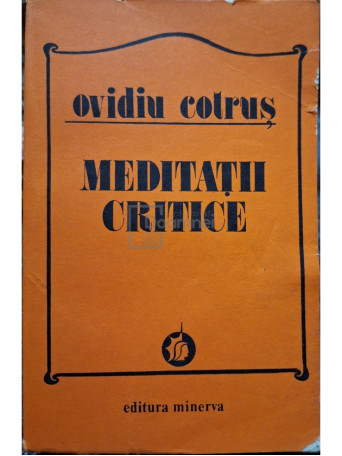 ovidiu cotruș
MEDITAȚII
CRITICE
editura minerva